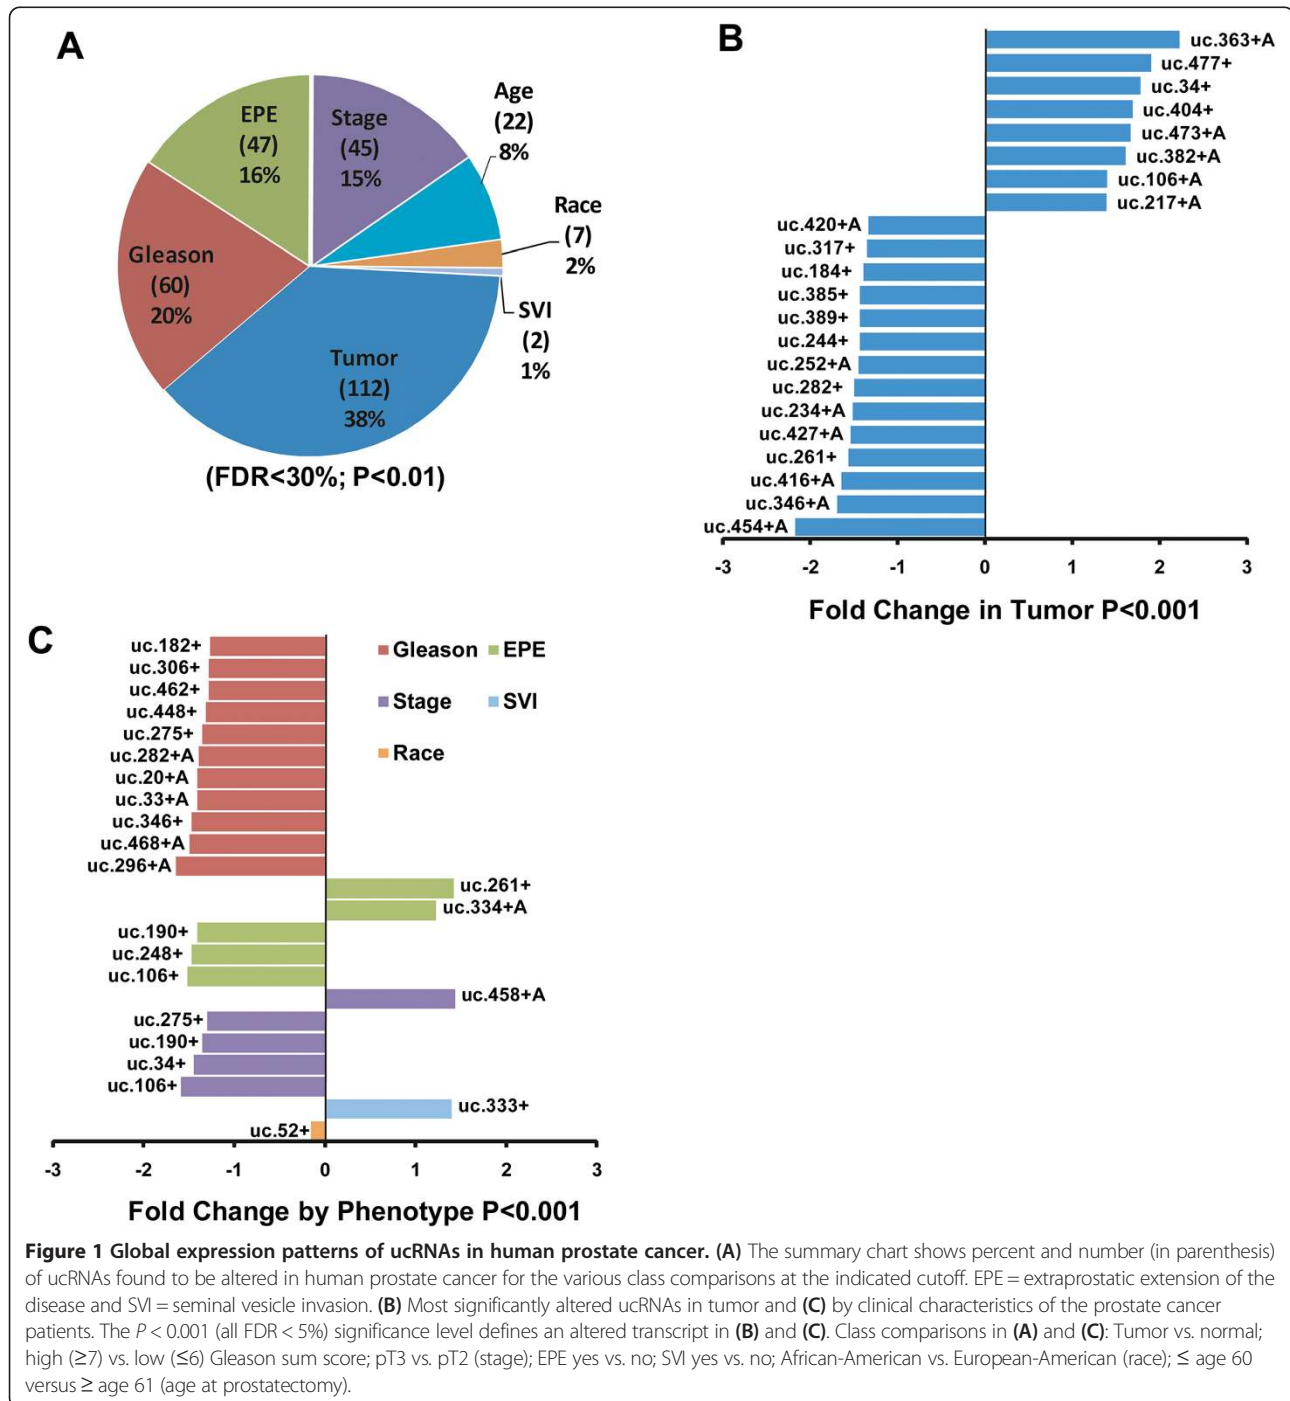 A
EPE
(47)
16%
Stage
(45)
15%
Age
(22)
8%
Race
(7)
2%
SVI
(2)
1%
Gleason
(60)
20%
Tumor
(112)
38%
(FDR<30%; P<0.01)
B
uc.363+A
uc.477+
uc.34+
uc.404+
uc.473+A
uc.382+A
uc.106+A
uc.217+A
uc.420+A
uc.317+
uc.184+
uc.385+
uc.389+
uc.244+
uc.252+A
uc.282+
uc.234+A
uc.427+A
uc.261+
uc.416+A
uc.346+A
uc.454+A
-3 -2 -1 0 1 2 3
Fold Change in Tumor P<0.001
C
uc.182+
uc.306+
uc.462+
uc.448+
uc.275+
uc.282+A
uc.20+A
uc.33+A
uc.346+
uc.468+A
uc.296+A
uc.261+
uc.334+A
uc.190+
uc.248+
uc.106+
uc.458+A
uc.275+
uc.190+
uc.34+
uc.106+
uc.333+
uc.52+
Gleason EPE
Stage SVI
Race
-3 -2 -1 0 1 2 3
Fold Change by Phenotype P<0.001
Figure 1 Global expression patterns of ucRNAs in human prostate cancer. (A) The summary chart shows percent and number (in parenthesis)
of ucRNAs found to be altered in human prostate cancer for the various class comparisons at the indicated cutoff. EPE = extraprostatic extension of the
disease and SVI = seminal vesicle invasion. (B) Most significantly altered ucRNAs in tumor and (C) by clinical characteristics of the prostate cancer
patients. The P < 0.001 (all FDR < 5%) significance level defines an altered transcript in (B) and (C). Class comparisons in (A) and (C): Tumor vs. normal;
high (≥7) vs. low (≤6) Gleason sum score; pT3 vs. pT2 (stage); EPE yes vs. no; SVI yes vs. no; African-American vs. European-American (race); ≤ age 60
versus ≥ age 61 (age at prostatectomy).